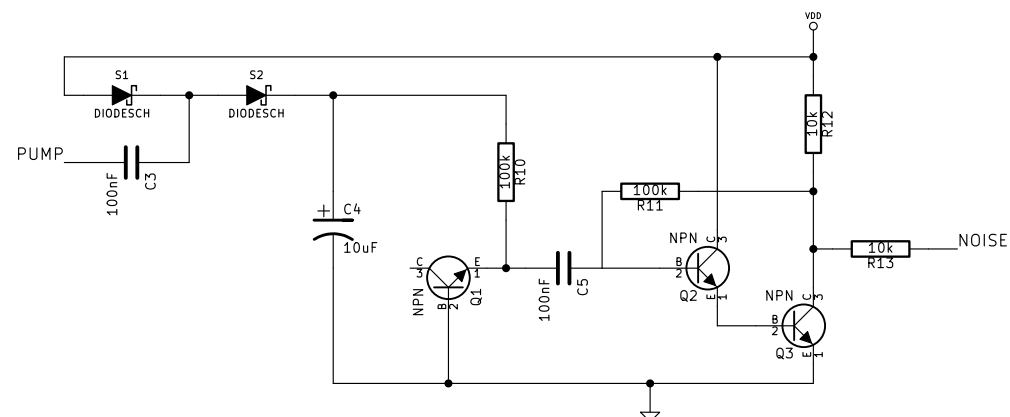 VDD
S1
DIODESCH
S2
DIODESCH
PUMP
100nF
C3
10k
R12
100k
R10
100k
R11
C4
+
10uF
NPN
C
3
B
2
E
1
Q2
10k
R13
NOISE
C
3
E
1
NPN
B
2
Q1
100nF
C5
NPN
C
3
B
2
E
1
Q3